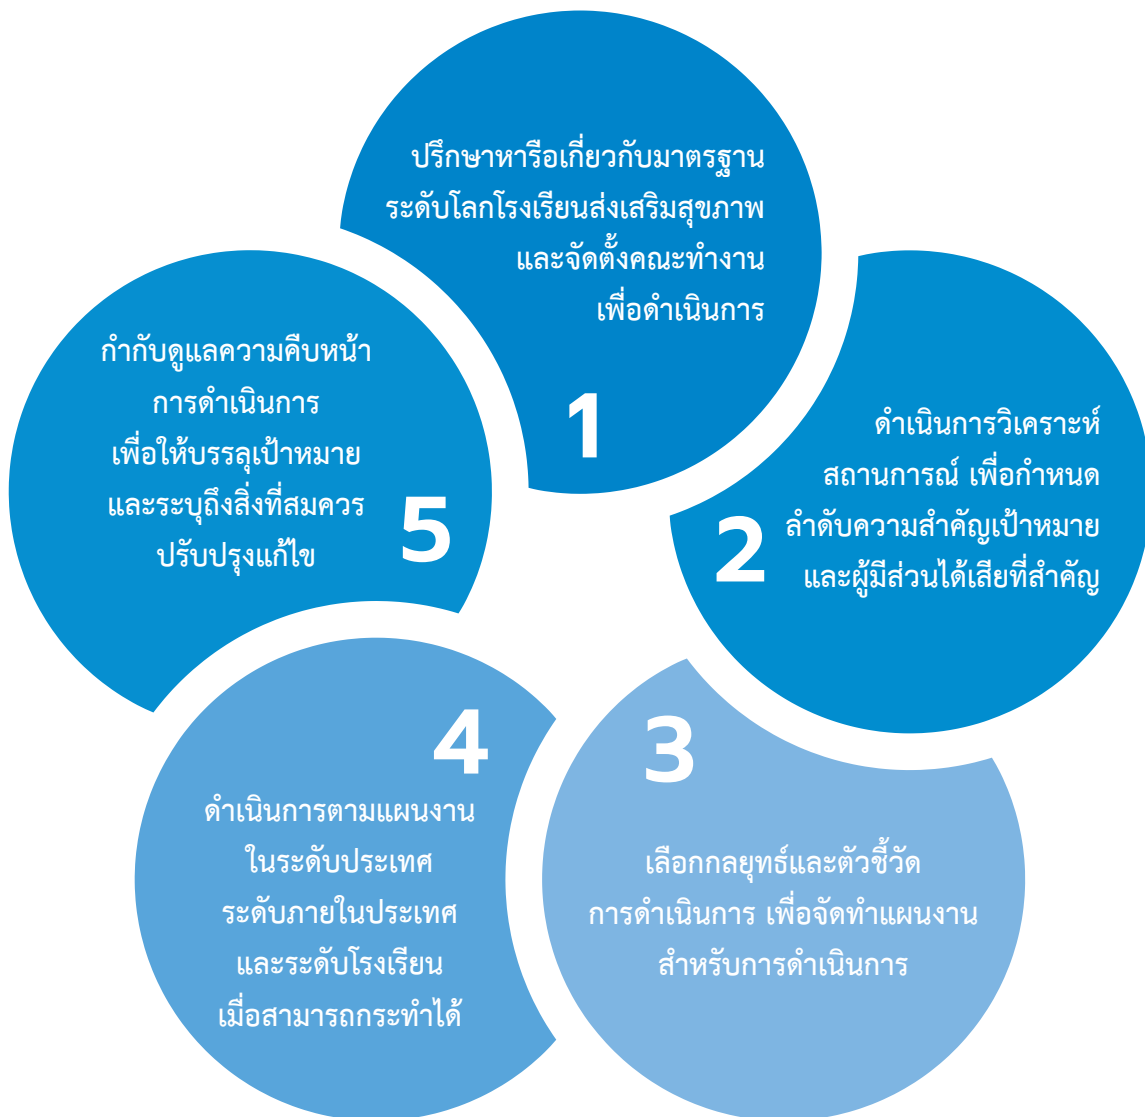 ปรึกษาหารือเกี่ยวกับมาตรฐาน
ระดับโลกโรงเรียนส่งเสริมสุขภาพ
และจัดตั้งคณะทำงาน
เพื่อดำเนินการ
1
ดำเนินการวิเคราะห์
สถานการณ์ เพื่อกำหนด
ลำดับความสำคัญเป้าหมาย
และผู้มีส่วนได้เสียที่สำคัญ
2
3
เลือกกลยุทธ์และตัวชี้วัด
การดำเนินการ เพื่อจัดทำแผนงาน
สำหรับการดำเนินการ
4
ดำเนินการตามแผนงาน
ในระดับประเทศ
ระดับภายในประเทศ
และระดับโรงเรียน
เมื่อสามารถกระทำได้
กำกับดูแลความคืบหน้า
การดำเนินการ
เพื่อให้บรรลุเป้าหมาย
และระบุถึงสิ่งที่สมควร
ปรับปรุงแก้ไข
5